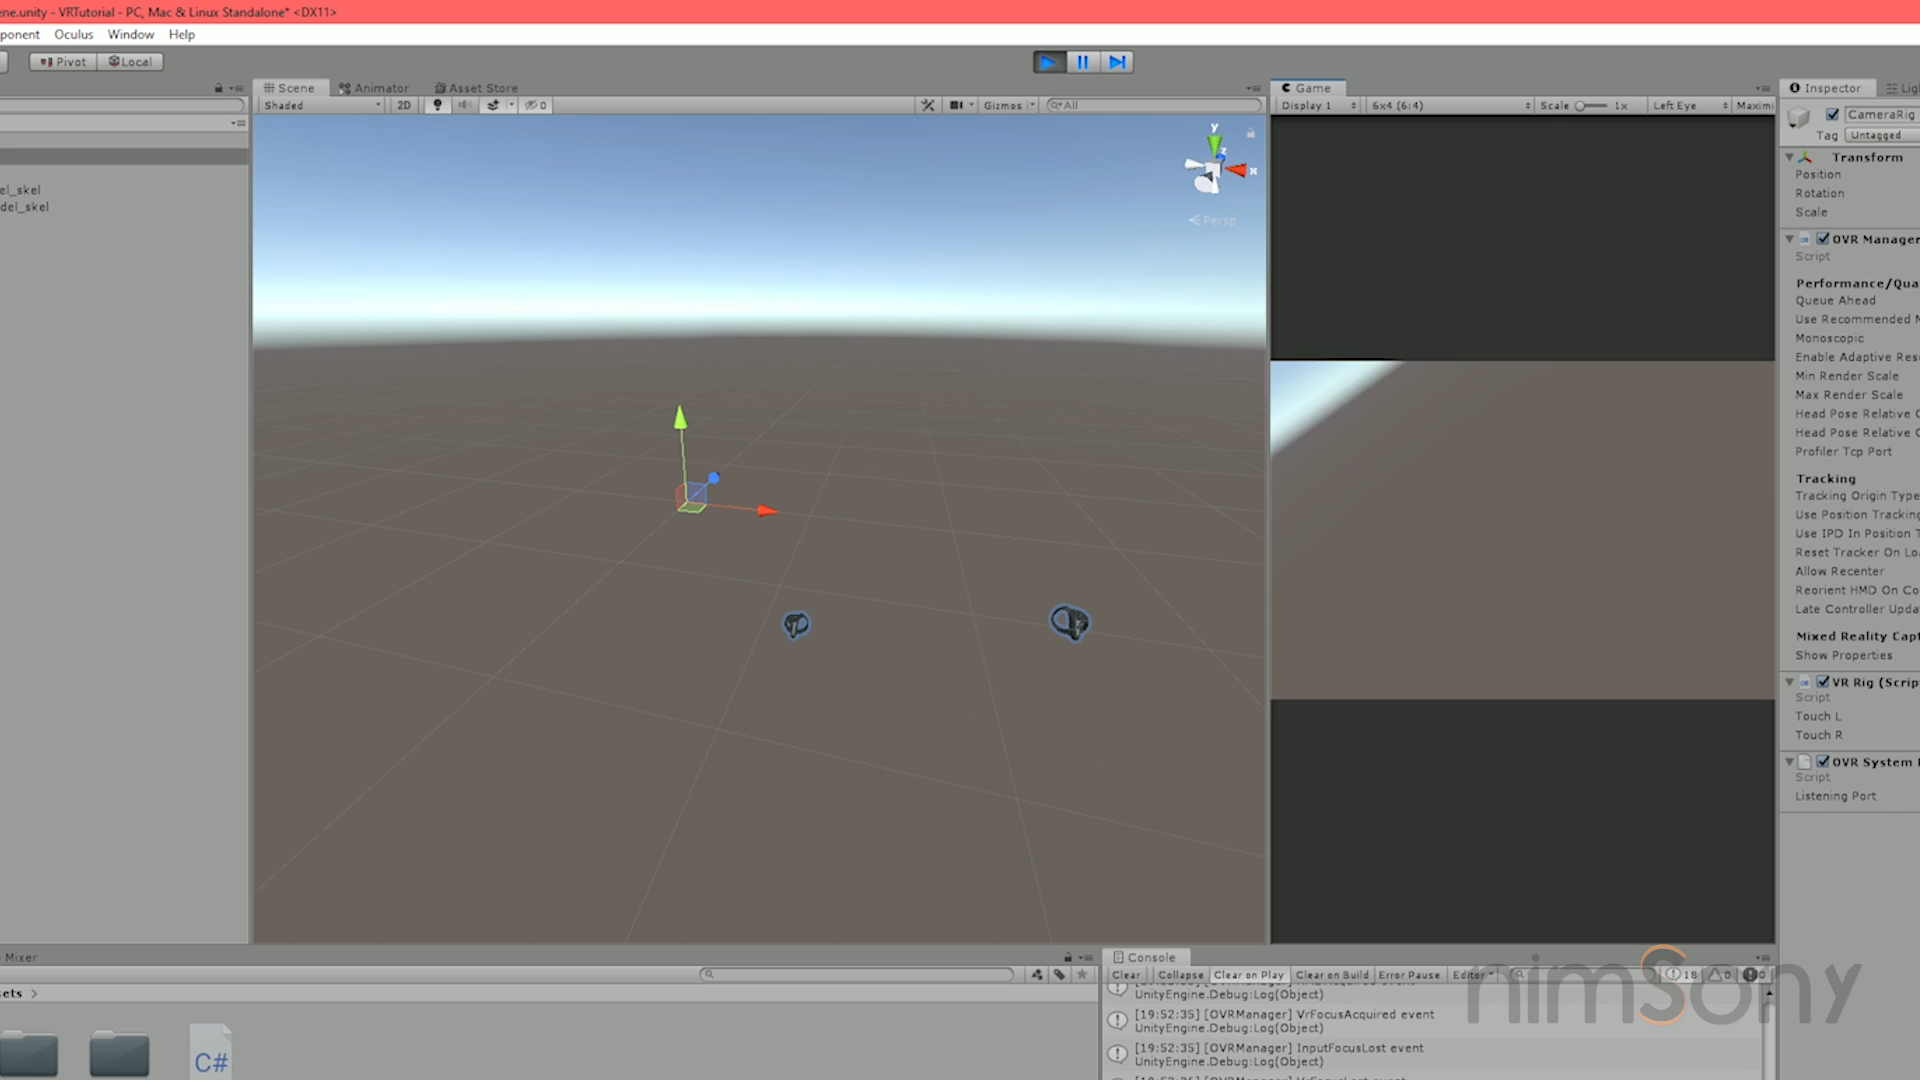 ene.unity - VRTutorial - PC, Mac & Linux Standalone* <DX11>
ponent Oculus Window Help
Pivot Local
Scene Animator Asset Store
Shaded 2D 0 Gizmos All
y
z
x
Persp
el_skel
del_skel
Game
Display 1 6x4 (6:4) Scale 1x Left Eye Maximi
Inspector Ligh
CameraRig
Tag Untagged
Transform
Position
Rotation
Scale
OVR Manager
Script
Performance/Qua
Queue Ahead
Use Recommended M
Monoscopic
Enable Adaptive Res
Min Render Scale
Max Render Scale
Head Pose Relative O
Head Pose Relative O
Profiler Tcp Port
Tracking
Tracking Origin Type
Use Position Tracking
Use IPD In Position T
Reset Tracker On Lo
Allow Recenter
Reorient HMD On Co
Late Controller Upda
Mixed Reality Capt
Show Properties
VR Rig (Scrip
Script
Touch L
Touch R
OVR System
Script
Listening Port
Mixer
sets >
C#
Console
Clear Collapse Clear on Play Clear on Build Error Pause Editor 18 0 0
UnityEngine.Debug:Log(Object)
[19:52:35] [OVRManager] VrFocusAcquired event
UnityEngine.Debug:Log(Object)
[19:52:35] [OVRManager] InputFocusLost event
UnityEngine.Debug:Log(Object)
nimSony